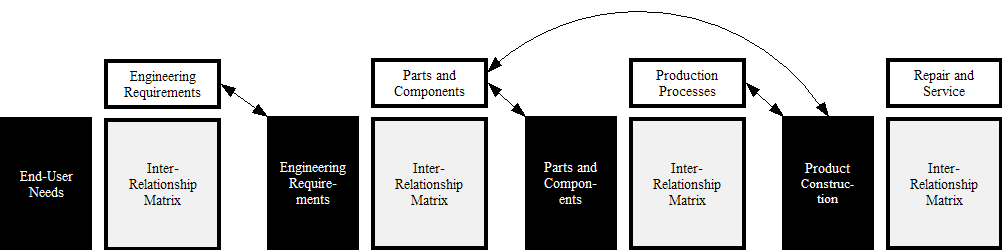 Engineering
Requirements
Parts and
Components
Production
Processes
Repair and
Service
End-User
Needs
Inter-
Relationship
Matrix
Engineering
Require-
ments
Inter-
Relationship
Matrix
Parts and
Compon-
ents
Inter-
Relationship
Matrix
Product
Construc-
tion
Inter-
Relationship
Matrix